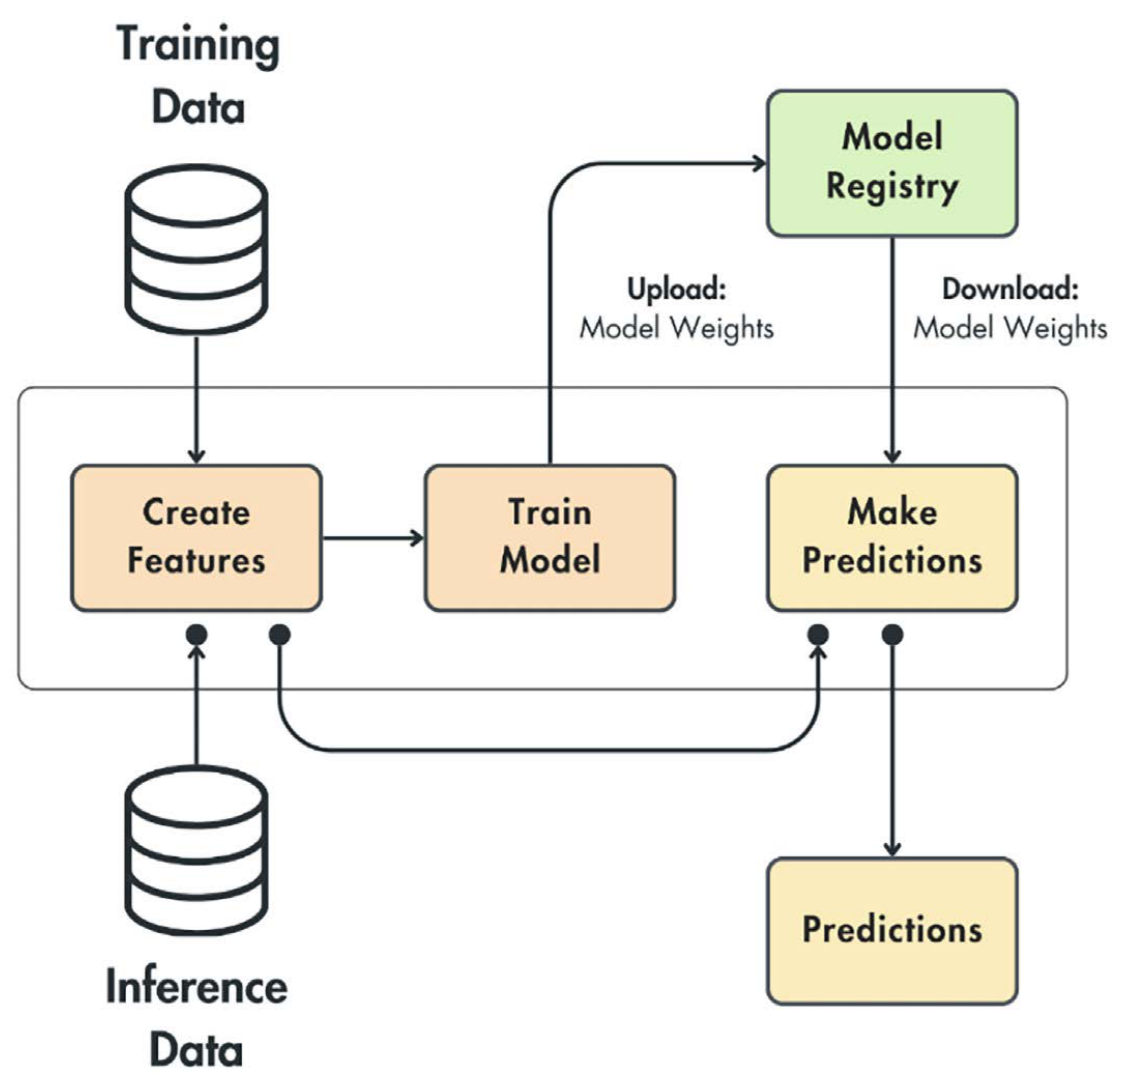 Training
Data
Model
Registry
Upload:
Model Weights
Download:
Model Weights
Create
Features
Train
Model
Make
Predictions
Predictions
Inference
Data